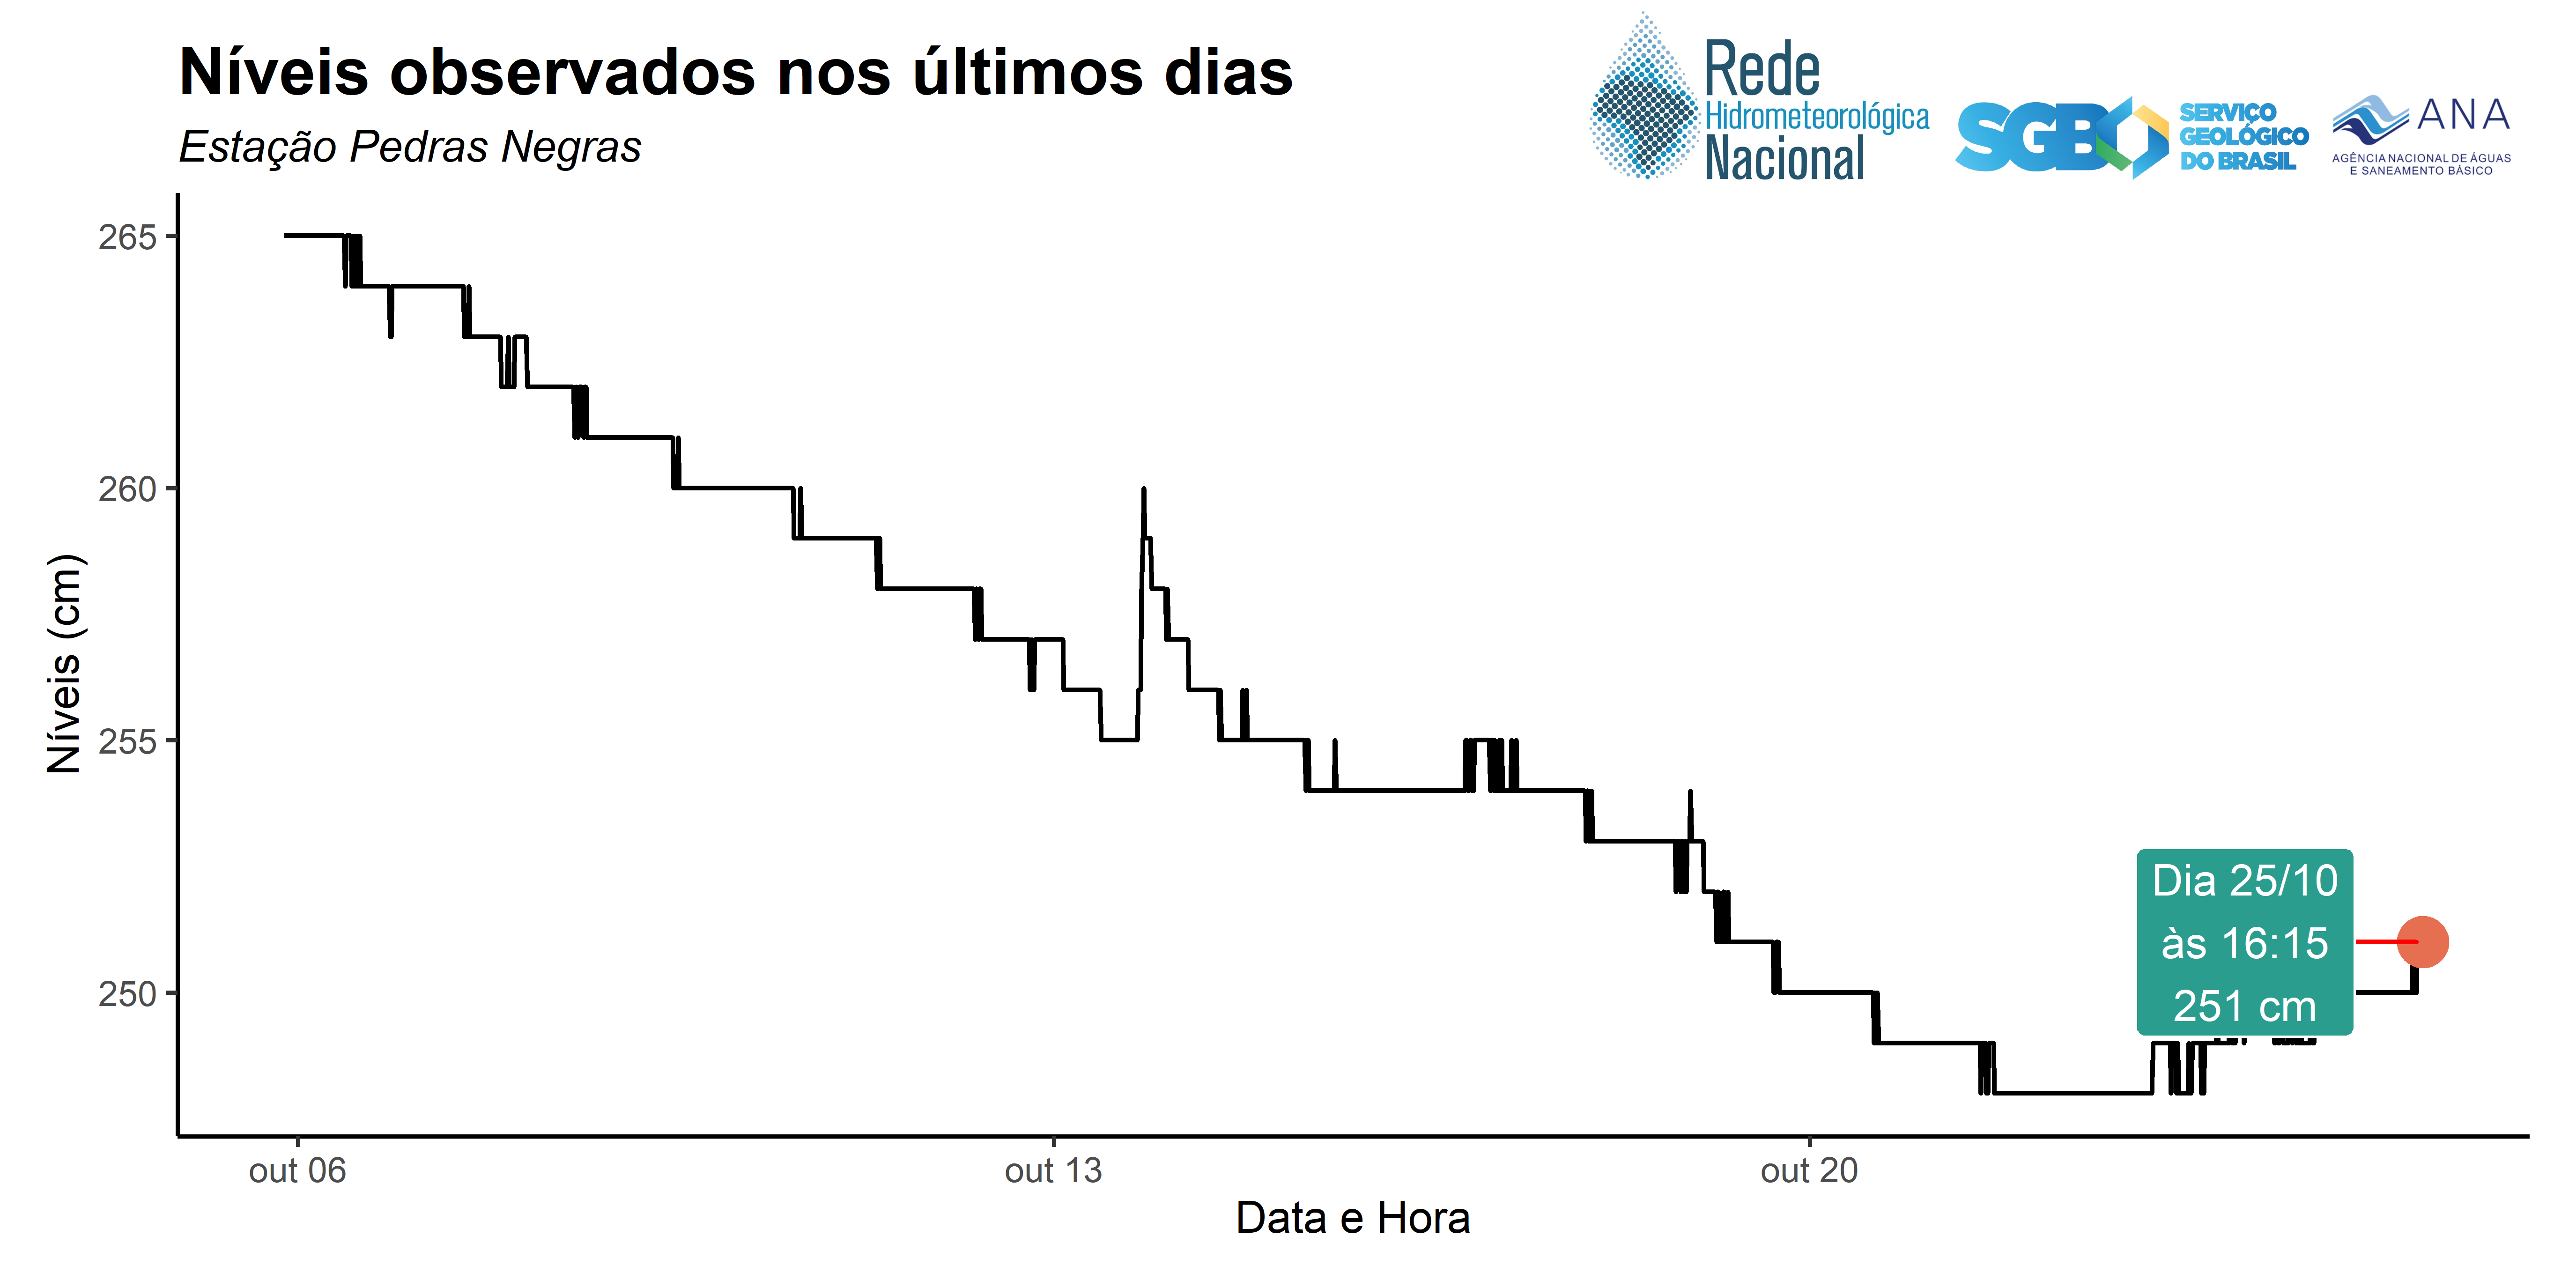 Níveis observados nos últimos dias
Estação Pedras Negras
Rede
Hidrometeorológica
Nacional
SGB
SERVIÇO
GEOLÓGICO
DO BRASIL
ANA
AGÊNCIA NACIONAL DE ÁGUAS
E SANEAMENTO BÁSICO
Níveis (cm)
265
260
255
250
Dia 25/10
às 16:15
251 cm
out 06
out 13
out 20
Data e Hora